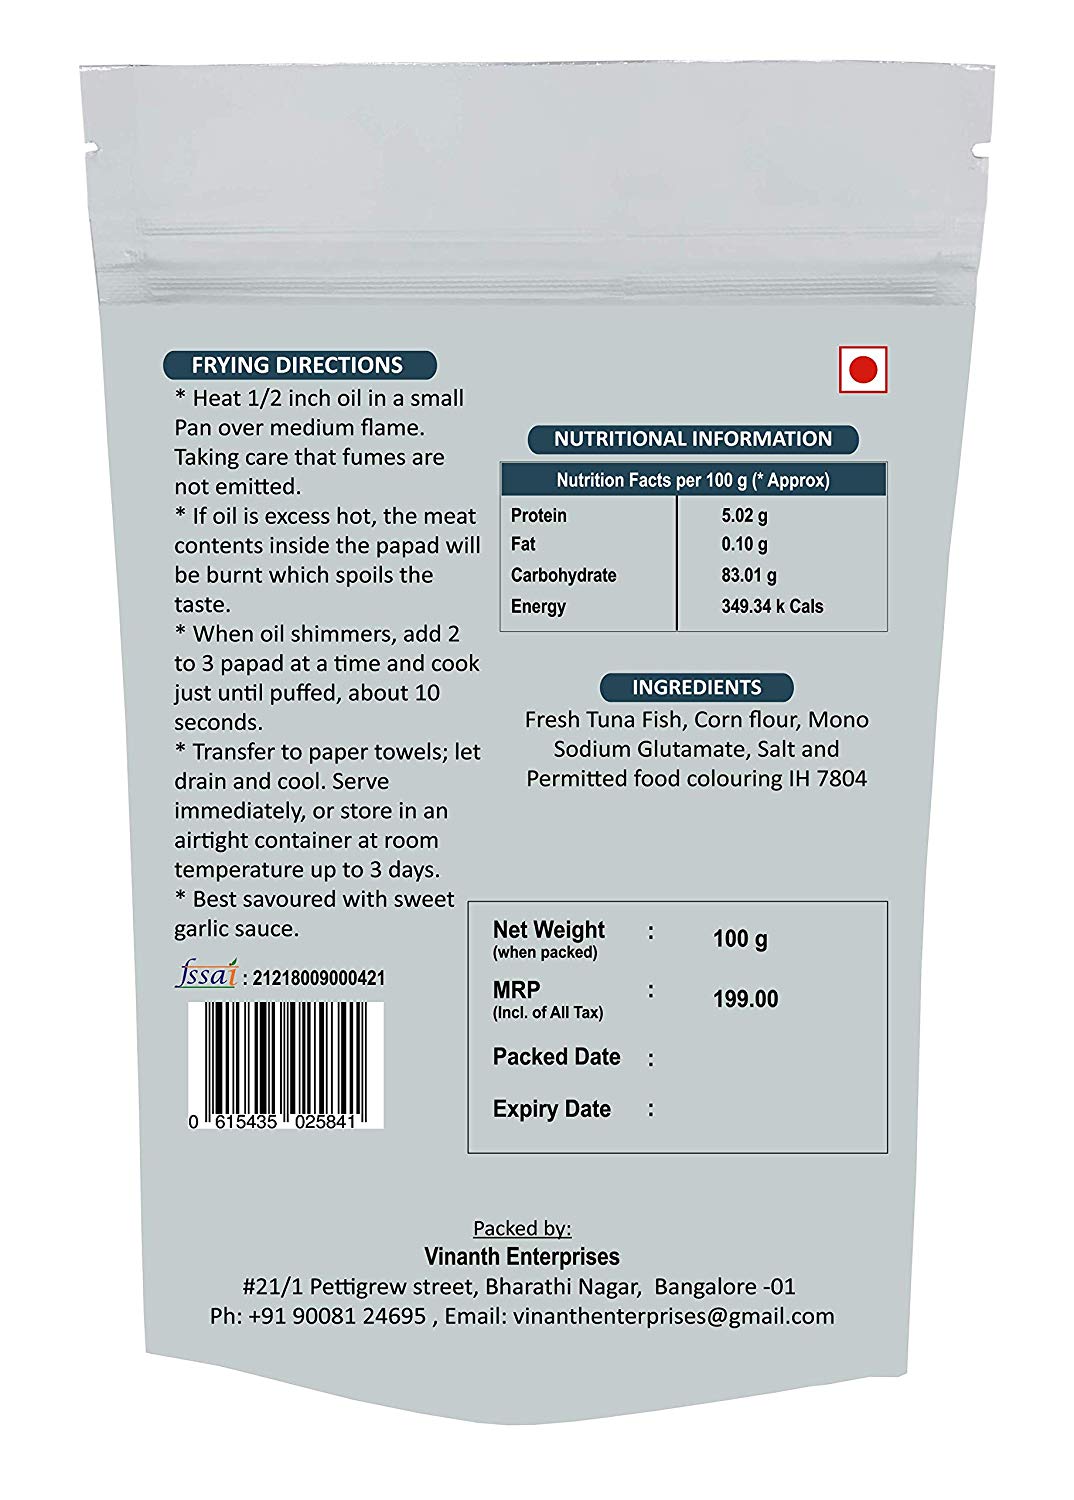 FRYING DIRECTIONS
* Heat 1/2 inch oil in a small
Pan over medium flame.
Taking care that fumes are
not emitted.
* If oil is excess hot, the meat
contents inside the papad will
be burnt which spoils the
taste.
* When oil shimmers, add 2
to 3 papad at a time and cook
just until puffed, about 10
seconds.
* Transfer to paper towels; let
drain and cool. Serve
immediately, or store in an
airtight container at room
temperature up to 3 days.
* Best savoured with sweet
garlic sauce.
fssai : 21218009000421
0 615435 025841
NUTRITIONAL INFORMATION
Nutrition Facts per 100 g (* Approx)
Protein 5.02 g
Fat 0.10 g
Carbohydrate 83.01 g
Energy 349.34 k Cals
INGREDIENTS
Fresh Tuna Fish, Corn flour, Mono
Sodium Glutamate, Salt and
Permitted food colouring IH 7804
Net Weight : 100 g
(when packed)
MRP : 199.00
(Incl. of All Tax)
Packed Date :
Expiry Date :
Packed by:
Vinanth Enterprises
#21/1 Pettigrew street, Bharathi Nagar, Bangalore -01
Ph: +91 90081 24695 , Email: vinanthenterprises@gmail.com